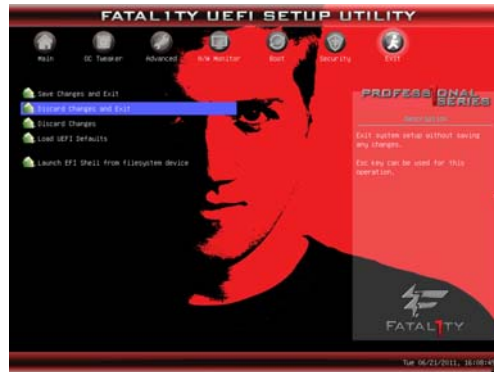 FATAL1TY UEFI SETUP UTILITY
Main OC Tweaker Advanced H/W Monitor Boot Security Exit
Save Changes and Exit
Discard Changes and Exit
Discard Changes
Load UEFI Defaults
Launch EFI Shell from filesystem device
PROFESSIONAL
SERIES
Description
Exit system setup without saving
any changes.
Esc key can be used for this
operation.
FATAL1TY
Tue 06/21/2011, 16:08:47